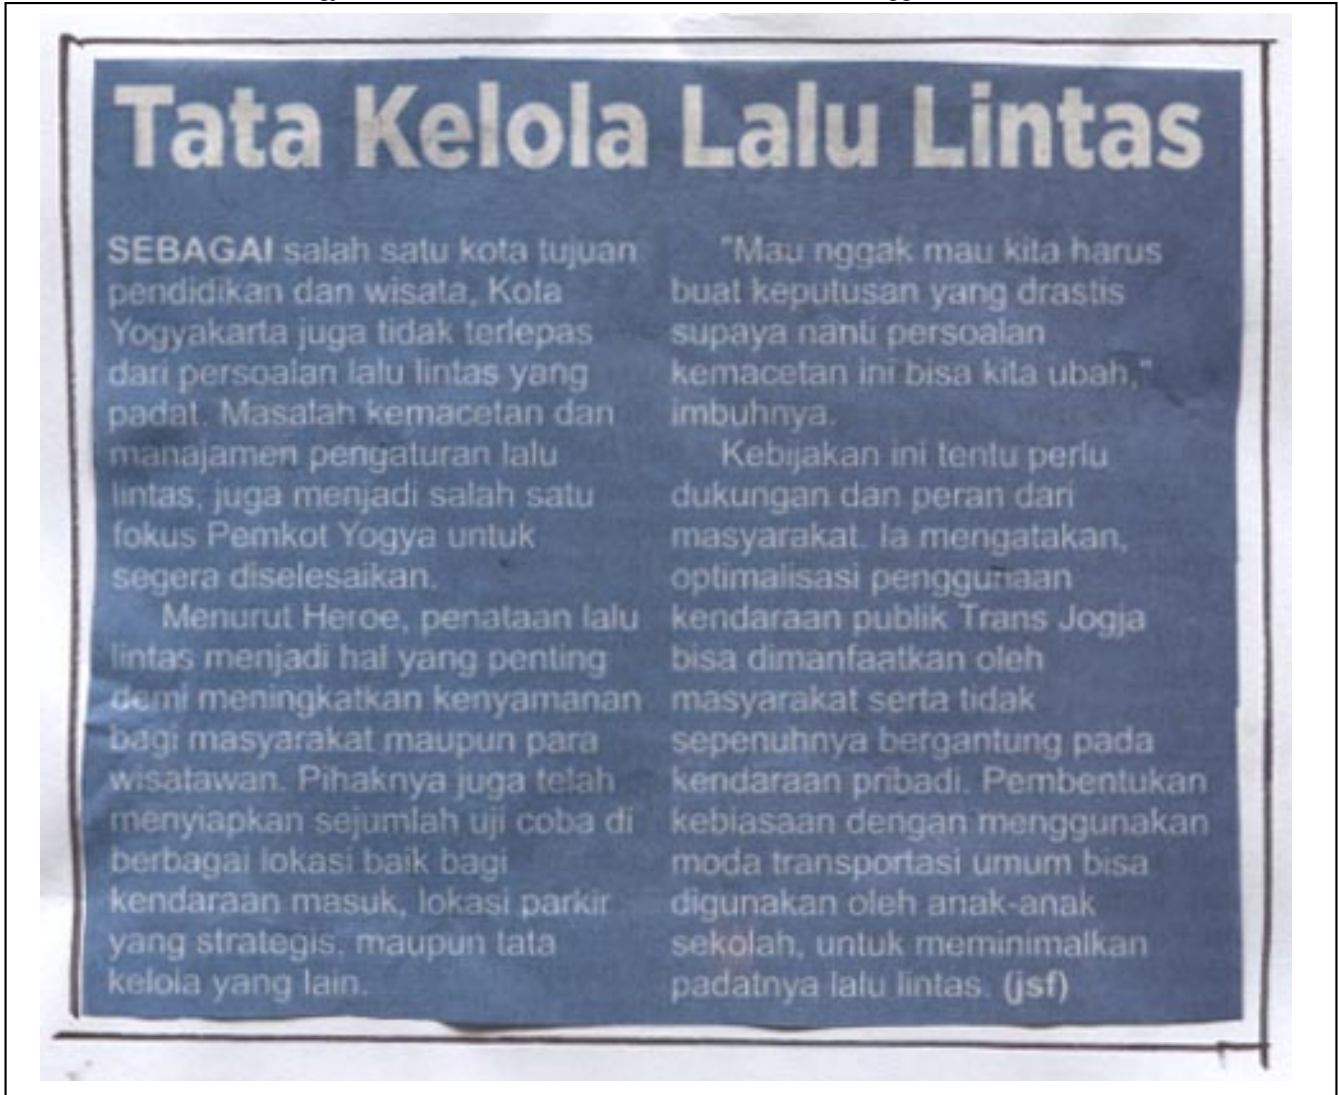 Tata Kelola Lalu Lintas
SEBAGAI salah satu kota tujuan
pendidikan dan wisata, Kota
Yogyakarta juga tidak terlepas
dari persoalan lalu lintas yang
padat. Masalah kemacetan dan
manajamen pengaturan lalu
lintas, juga menjadi salah satu
fokus Pemkot Yogya untuk
segera diselesaikan.
Menurut Heroe, penataan lalu
lintas menjadi hal yang penting
demi meningkatkan kenyamanan
bagi masyarakat maupun para
wisatawan. Pihaknya juga telah
menyiapkan sejumlah uji coba di
berbagai lokasi baik bagi
kendaraan masuk, lokasi parkir
yang strategis, maupun tata
kelola yang lain.
"Mau nggak mau kita harus
buat keputusan yang drastis
supaya nanti persoalan
kemacetan ini bisa kita ubah,"
imbuhnya.
Kebijakan ini tentu perlu
dukungan dan peran dari
masyarakat. Ia mengatakan,
optimalisasi penggunaan
kendaraan publik Trans Jogja
bisa dimanfaatkan oleh
masyarakat serta tidak
sepenuhnya bergantung pada
kendaraan pribadi. Pembentukan
kebiasaan dengan menggunakan
moda transportasi umum bisa
digunakan oleh anak-anak
sekolah, untuk meminimalkan
padatnya lalu lintas. (jsf)